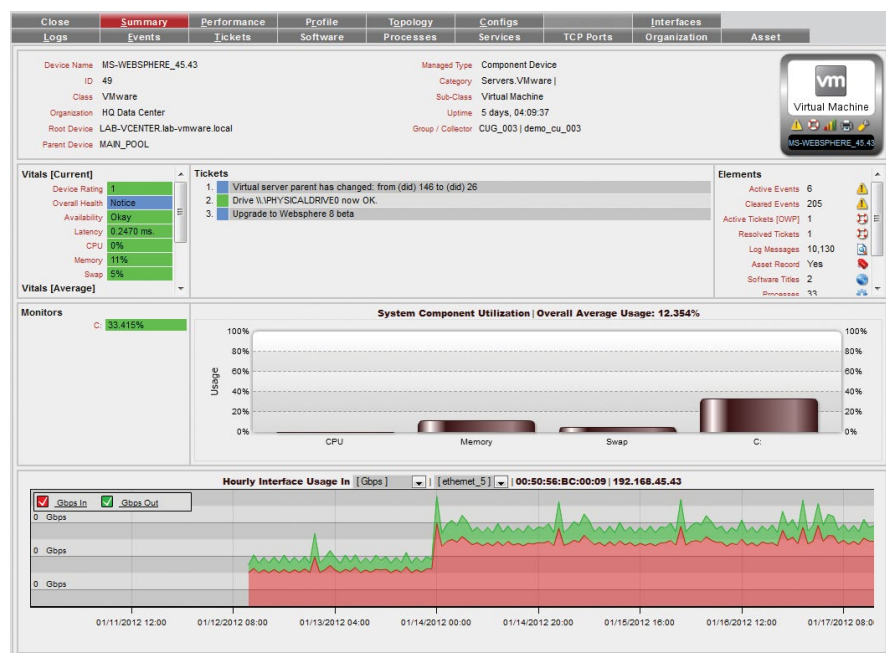 Close Summary Performance Profile Topology Configs Interfaces
Logs Events Tickets Software Processes Services TCP Ports Organization Asset
Device Name MS-WEBSPHERE_45.43
ID 49
Class VMware
Organization HQ Data Center
Root Device LAB-VCENTER.lab-vmware.local
Parent Device MAIN_POOL
Managed Type Component Device
Category Servers.VMware |
Sub-Class Virtual Machine
Uptime 5 days, 04:09:37
Group / Collector CUG_003 | demo_cu_003
vm
Virtual Machine
MS-WEBSPHERE_45.43
Vitals [Current]
Device Rating 1
Overall Health Notice
Availability Okay
Latency 0.2470 ms.
CPU 0%
Memory 11%
Swap 5%
Vitals [Average]
Tickets
1. Virtual server parent has changed: from (did) 146 to (did) 26
2. Drive \\.\PHYSICALDRIVE0 now OK.
3. Upgrade to Websphere 8 beta
Elements
Active Events 6
Cleared Events 205
Active Tickets [OWP] 1
Resolved Tickets 1
Log Messages 10,130
Asset Record Yes
Software Titles 2
Processes 33
Monitors
C: 33.415%
System Component Utilization | Overall Average Usage: 12.354%
100% 100%
80% 80%
60% 60%
40% 40%
20% 20%
0% 0%
Usage
CPU Memory Swap C:
Hourly Interface Usage In [Gbps] | [ethernet_5] | 00:50:56:BC:00:09 | 192.168.45.43
Gbps In Gbps Out
0 Gbps
0 Gbps
0 Gbps
01/11/2012 12:00 01/12/2012 08:00 01/13/2012 04:00 01/14/2012 00:00 01/14/2012 20:00 01/15/2012 16:00 01/16/2012 12:00 01/17/2012 08:0